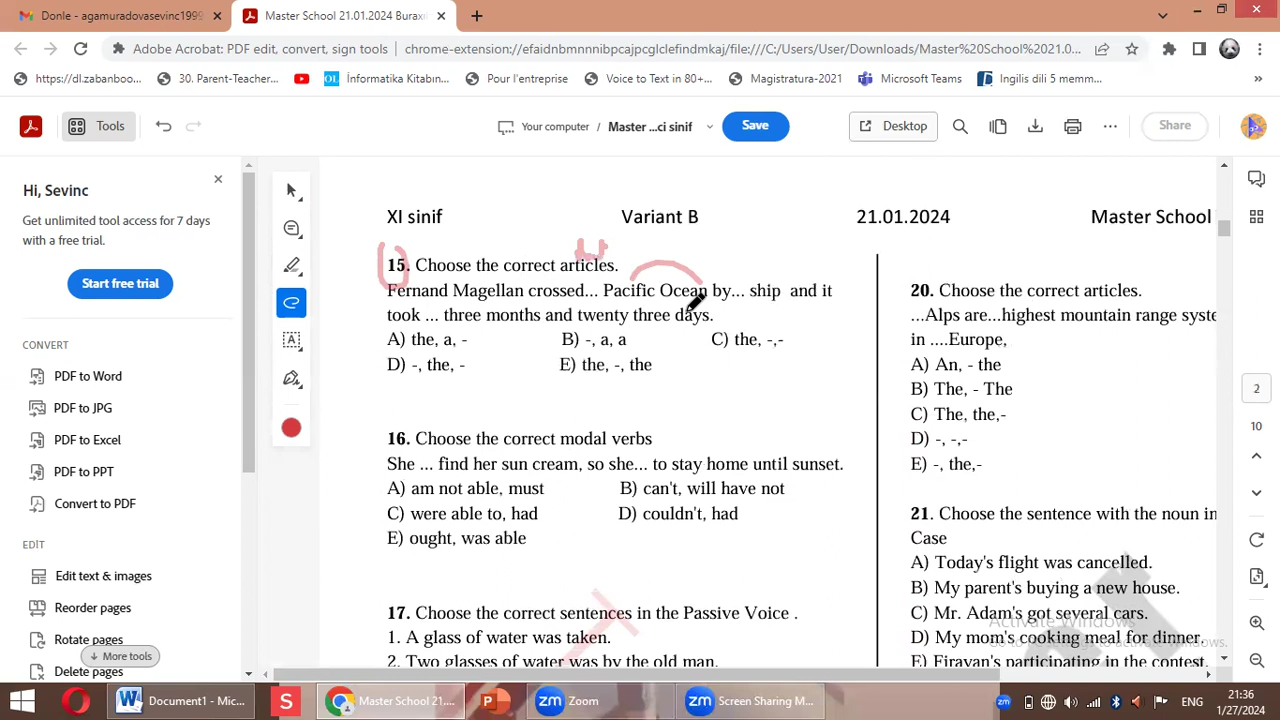 Donle - agamuradovasevinc1999
Master School 21.01.2024 Buraxıl
Adobe Acrobat: PDF edit, convert, sign tools
chrome-extension://efaidnbmnnnibpcajpcglclefindmkaj/file:///C:/Users/User/Downloads/Master%20School%2021.0...
https://dl.zabanboo...
30. Parent-Teacher...
İnformatika Kitabın...
Pour l'entreprise
Voice to Text in 80+...
Magistratura-2021
Microsoft Teams
Ingilis dili 5 memm...
»
Tools
Your computer
Master ...ci sinif
Save
Desktop
Share
Hi, Sevinc
Get unlimited tool access for 7 days
with a free trial.
Start free trial
CONVERT
PDF to Word
PDF to JPG
PDF to Excel
PDF to PPT
Convert to PDF
EDİT
Edit text & images
Reorder pages
Rotate pages
More tools
Delete pages
XI sinif
Variant B
21.01.2024
Master School
15. Choose the correct articles.
Fernand Magellan crossed... Pacific Ocean by... ship and it
took ... three months and twenty three days.
A) the, a, - B) -, a, a C) the, -,-
D) -, the, - E) the, -, the
16. Choose the correct modal verbs
She ... find her sun cream, so she... to stay home until sunset.
A) am not able, must B) can't, will have not
C) were able to, had D) couldn't, had
E) ought, was able
17. Choose the correct sentences in the Passive Voice .
1. A glass of water was taken.
2. Two glasses of water was by the old man.
20. Choose the correct articles.
...Alps are...highest mountain range syste
in ....Europe,
A) An, - the
B) The, - The
C) The, the,-
D) -, -,-
E) -, the,-
21. Choose the sentence with the noun in
Case
A) Today's flight was cancelled.
B) My parent's buying a new house.
C) Mr. Adam's got several cars.
D) My mom's cooking meal for dinner.
E) Firavan's participating in the contest.
Activate Windows
2
10
Document1 - Mic...
Master School 21....
Zoom
Screen Sharing M...
ENG
21:36
1/27/2024